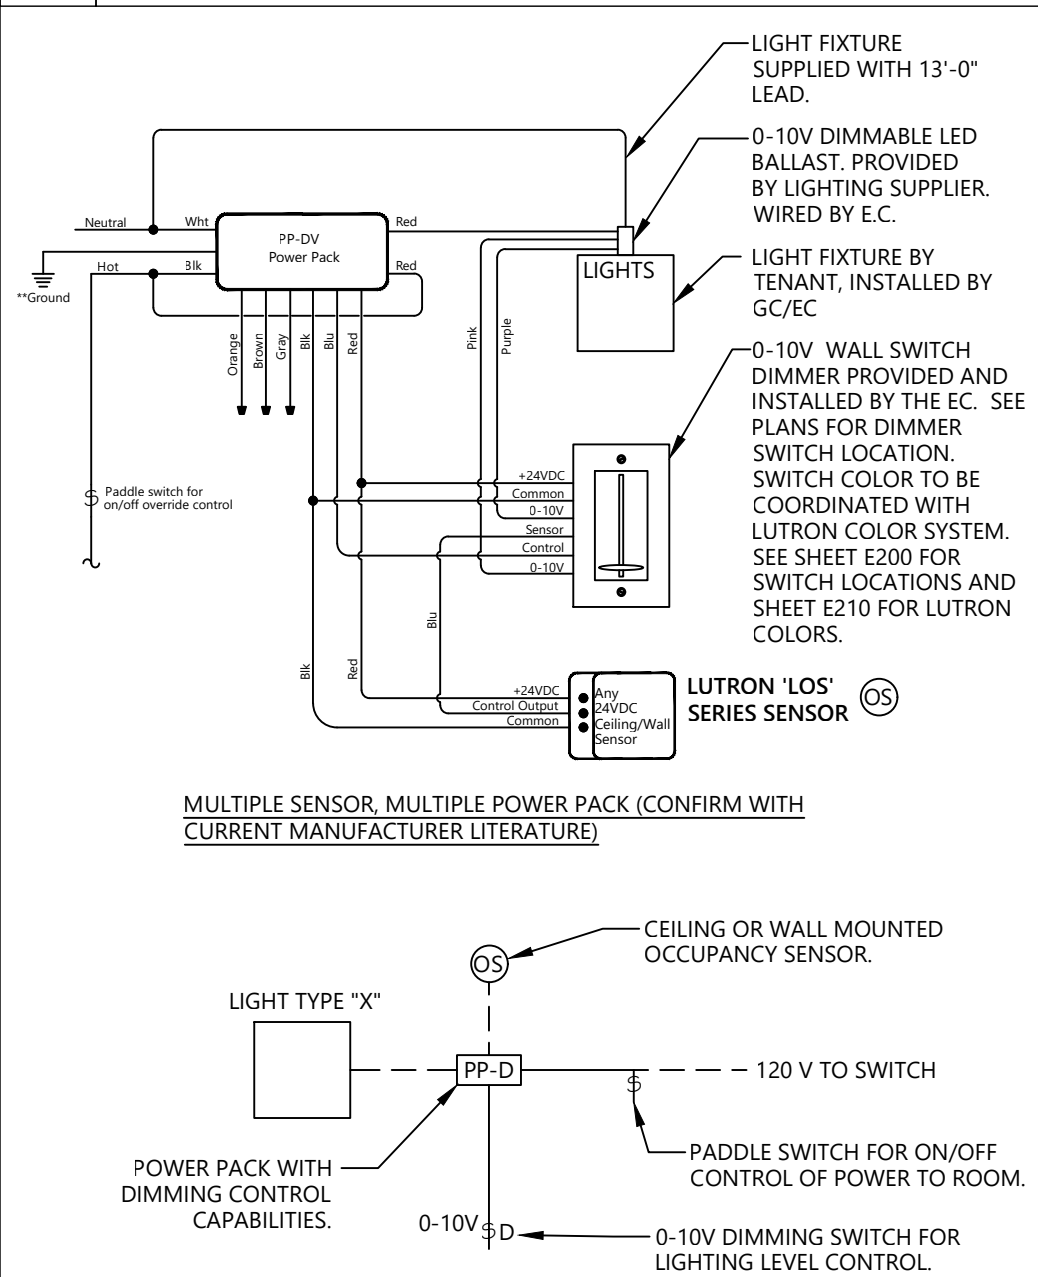 LIGHT FIXTURE
SUPPLIED WITH 13'-0"
LEAD.
0-10V DIMMABLE LED
BALLAST. PROVIDED
BY LIGHTING SUPPLIER.
WIRED BY E.C.
Neutral
Wht
PP-DV
Power Pack
Red
Hot
Blk
Red
**Ground
LIGHTS
LIGHT FIXTURE BY
TENANT, INSTALLED BY
GC/EC
Orange
Brown
Gray
Blk
Blu
Red
Pink
Purple
0-10V WALL SWITCH
DIMMER PROVIDED AND
INSTALLED BY THE EC. SEE
PLANS FOR DIMMER
SWITCH LOCATION.
SWITCH COLOR TO BE
COORDINATED WITH
LUTRON COLOR SYSTEM.
SEE SHEET E200 FOR
SWITCH LOCATIONS AND
SHEET E210 FOR LUTRON
COLORS.
S
Paddle switch for
on/off override control
+24VDC
Common
0-10V
Sensor
Control
0-10V
Blu
Blk
Red
+24VDC
Control Output
Common
Any
24VDC
Ceiling/Wall
Sensor
LUTRON 'LOS'
SERIES SENSOR
OS
MULTIPLE SENSOR, MULTIPLE POWER PACK (CONFIRM WITH
CURRENT MANUFACTURER LITERATURE)
CEILING OR WALL MOUNTED
OCCUPANCY SENSOR.
OS
LIGHT TYPE "X"
PP-D
S
120 V TO SWITCH
POWER PACK WITH
DIMMING CONTROL
CAPABILITIES.
PADDLE SWITCH FOR ON/OFF
CONTROL OF POWER TO ROOM.
0-10V S D
0-10V DIMMING SWITCH FOR
LIGHTING LEVEL CONTROL.